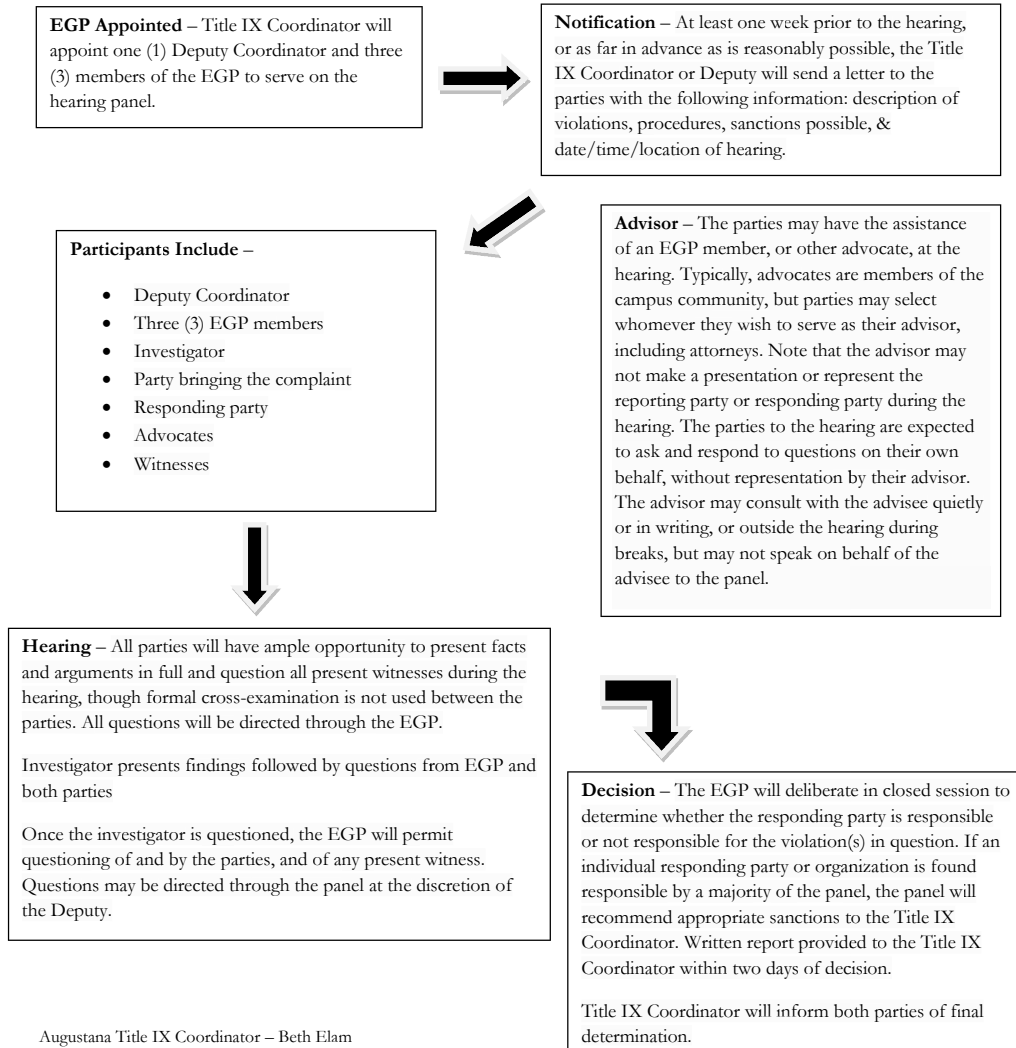 EGP Appointed – Title IX Coordinator will
appoint one (1) Deputy Coordinator and three
(3) members of the EGP to serve on the
hearing panel.
Notification – At least one week prior to the hearing,
or as far in advance as is reasonably possible, the Title
IX Coordinator or Deputy will send a letter to the
parties with the following information: description of
violations, procedures, sanctions possible, &
date/time/location of hearing.
Participants Include –
• Deputy Coordinator
• Three (3) EGP members
• Investigator
• Party bringing the complaint
• Responding party
• Advocates
• Witnesses
Advisor – The parties may have the assistance
of an EGP member, or other advocate, at the
hearing. Typically, advocates are members of the
campus community, but parties may select
whomever they wish to serve as their advisor,
including attorneys. Note that the advisor may
not make a presentation or represent the
reporting party or responding party during the
hearing. The parties to the hearing are expected
to ask and respond to questions on their own
behalf, without representation by their advisor.
The advisor may consult with the advisee quietly
or in writing, or outside the hearing during
breaks, but may not speak on behalf of the
advisee to the panel.
Hearing – All parties will have ample opportunity to present facts
and arguments in full and question all present witnesses during the
hearing, though formal cross-examination is not used between the
parties. All questions will be directed through the EGP.
Investigator presents findings followed by questions from EGP and
both parties
Once the investigator is questioned, the EGP will permit
questioning of and by the parties, and of any present witness.
Questions may be directed through the panel at the discretion of
the Deputy.
Decision – The EGP will deliberate in closed session to
determine whether the responding party is responsible
or not responsible for the violation(s) in question. If an
individual responding party or organization is found
responsible by a majority of the panel, the panel will
recommend appropriate sanctions to the Title IX
Coordinator. Written report provided to the Title IX
Coordinator within two days of decision.
Title IX Coordinator will inform both parties of final
determination.
Augustana Title IX Coordinator – Beth Elam